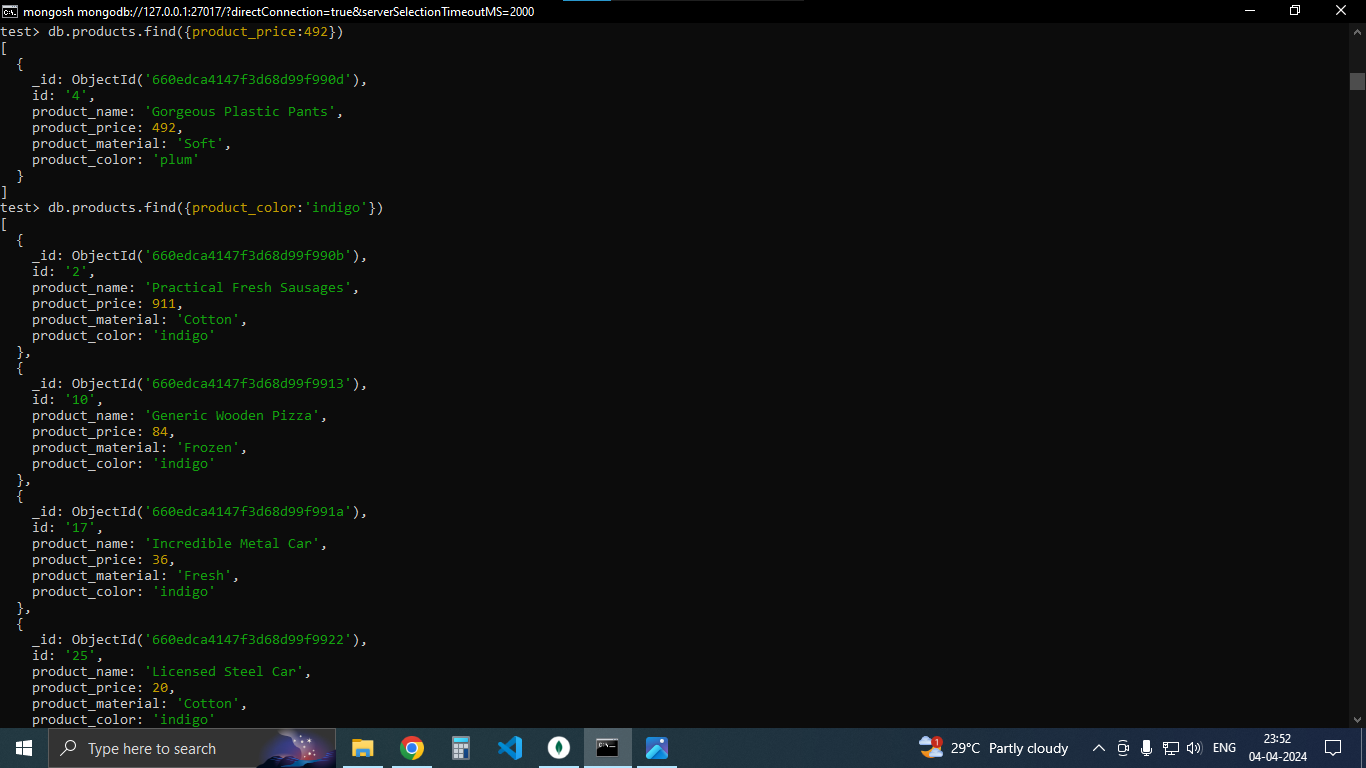 mongosh mongodb://127.0.0.1:27017/?directConnection=true&serverSelectionTimeoutMS=2000
test> db.products.find({product_price:492})
[
  {
    _id: ObjectId('660edca4147f3d68d99f990d'),
    id: '4',
    product_name: 'Gorgeous Plastic Pants',
    product_price: 492,
    product_material: 'Soft',
    product_color: 'plum'
  }
]
test> db.products.find({product_color:'indigo'})
[
  {
    _id: ObjectId('660edca4147f3d68d99f990b'),
    id: '2',
    product_name: 'Practical Fresh Sausages',
    product_price: 911,
    product_material: 'Cotton',
    product_color: 'indigo'
  },
  {
    _id: ObjectId('660edca4147f3d68d99f9913'),
    id: '10',
    product_name: 'Generic Wooden Pizza',
    product_price: 84,
    product_material: 'Frozen',
    product_color: 'indigo'
  },
  {
    _id: ObjectId('660edca4147f3d68d99f991a'),
    id: '17',
    product_name: 'Incredible Metal Car',
    product_price: 36,
    product_material: 'Fresh',
    product_color: 'indigo'
  },
  {
    _id: ObjectId('660edca4147f3d68d99f9922'),
    id: '25',
    product_name: 'Licensed Steel Car',
    product_price: 20,
    product_material: 'Cotton',
    product_color: 'indigo'
Type here to search
1
29°C Partly cloudy
ENG
23:52
04-04-2024